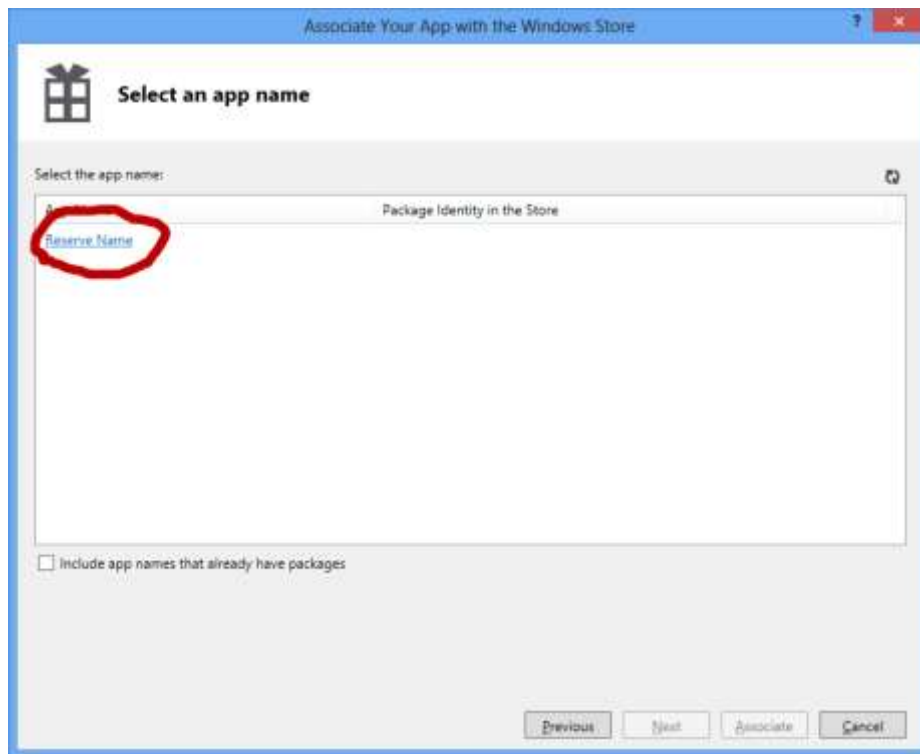 Associate Your App with the Windows Store
?
Select an app name
Select the app name:
Package Identity in the Store
Reserve Name
Include app names that already have packages
Previous Next Associate Cancel